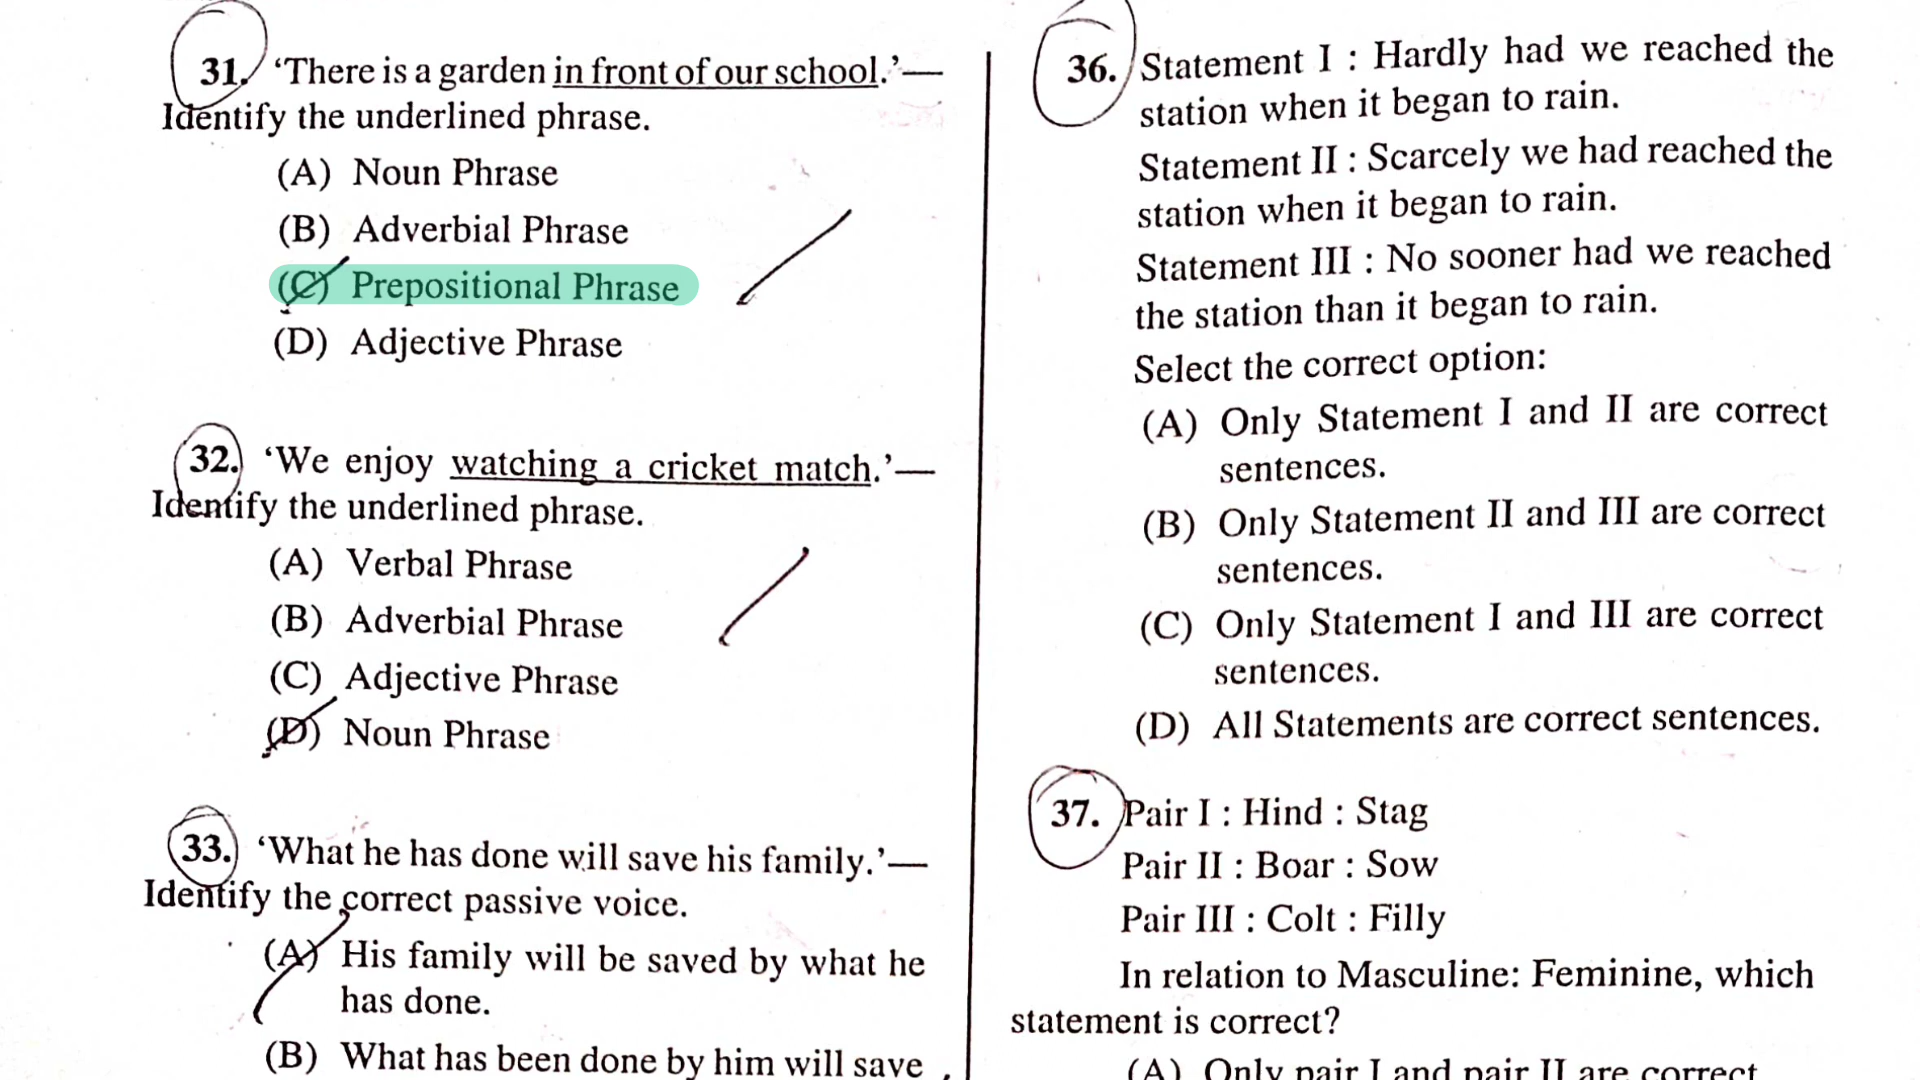 31. ‘There is a garden in front of our school.’—
Identify the underlined phrase.
(A) Noun Phrase
(B) Adverbial Phrase
(C) Prepositional Phrase
(D) Adjective Phrase
32. ‘We enjoy watching a cricket match.’—
Identify the underlined phrase.
(A) Verbal Phrase
(B) Adverbial Phrase
(C) Adjective Phrase
(D) Noun Phrase
33. ‘What he has done will save his family.’—
Identify the correct passive voice.
(A) His family will be saved by what he
has done.
(B) What has been done by him will save
36. Statement I : Hardly had we reached the
station when it began to rain.
Statement II : Scarcely we had reached the
station when it began to rain.
Statement III : No sooner had we reached
the station than it began to rain.
Select the correct option:
(A) Only Statement I and II are correct
sentences.
(B) Only Statement II and III are correct
sentences.
(C) Only Statement I and III are correct
sentences.
(D) All Statements are correct sentences.
37. Pair I : Hind : Stag
Pair II : Boar : Sow
Pair III : Colt : Filly
In relation to Masculine: Feminine, which
statement is correct?
(A) Only pair I and pair II are correct